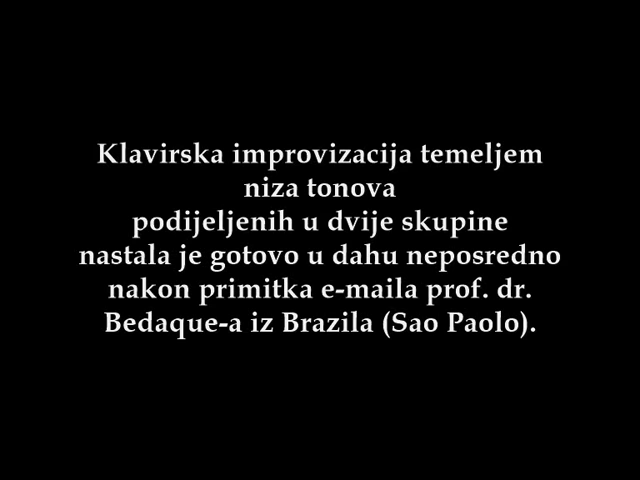 Klavirska improvizacija temeljem
niza tonova
podijeljenih u dvije skupine
nastala je gotovo u dahu neposredno
nakon primitka e-maila prof. dr.
Bedaque-a iz Brazila (Sao Paolo).